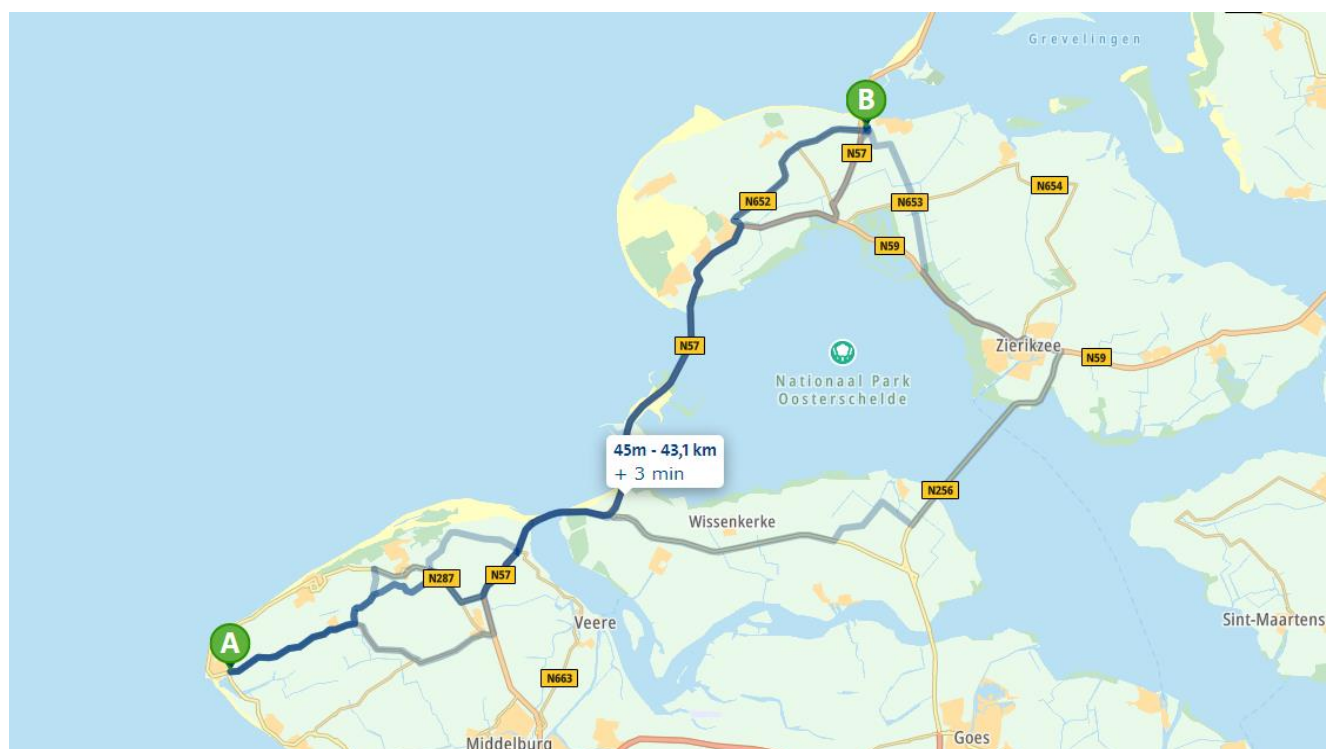 Grevelingen
B
N57
N652
N653
N654
N59
Zierikzee
N57
N59
Nationaal Park
Oosterschelde
45m - 43,1 km
+ 3 min
N256
Wissenkerke
N287
N57
Veere
Sint-Maartens
A
N663
Middelburg
Goes